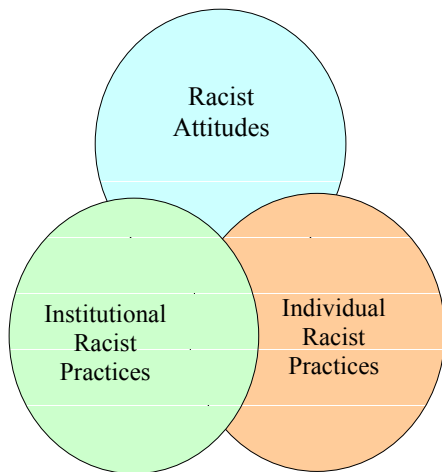 Racist
Attitudes
Institutional
Racist
Practices
Individual
Racist
Practices